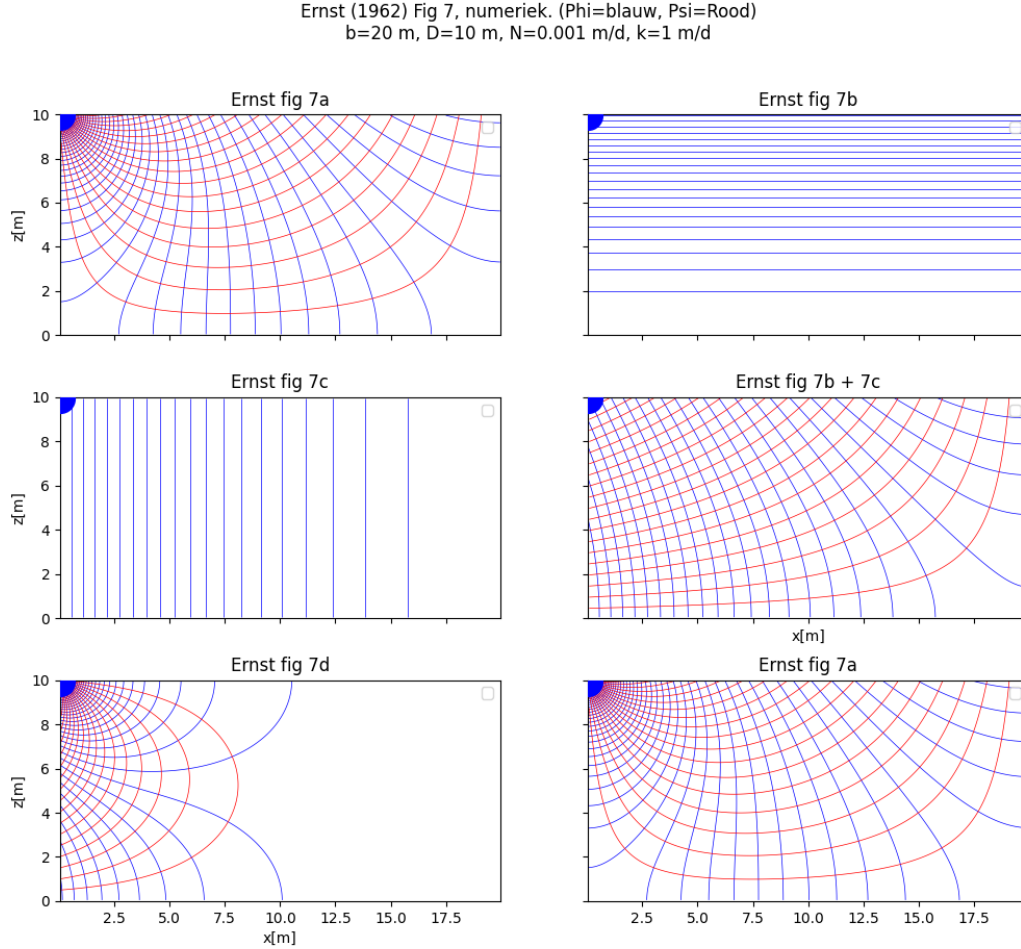 Ernst (1962) Fig 7, numeriek. (Phi=blauw, Psi=Rood)
b=20 m, D=10 m, N=0.001 m/d, k=1 m/d
Ernst fig 7a
Ernst fig 7b
10
8
6
4
2
0
z[m]
Ernst fig 7c
Ernst fig 7b + 7c
10
8
6
4
2
0
z[m]
x[m]
Ernst fig 7d
Ernst fig 7a
10
8
6
4
2
0
z[m]
2.5 5.0 7.5 10.0 12.5 15.0 17.5
2.5 5.0 7.5 10.0 12.5 15.0 17.5
x[m]